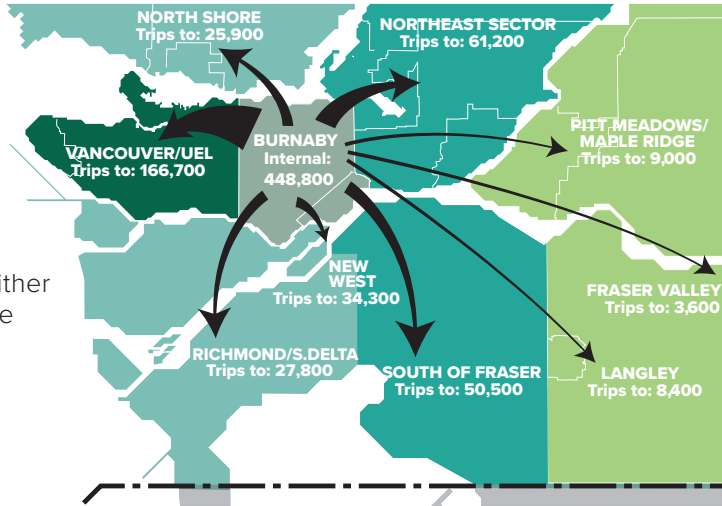 NORTH SHORE
Trips to: 25,900
NORTHEAST SECTOR
Trips to: 61,200
PITT MEADOWS/
MAPLE RIDGE
Trips to: 9,000
VANCOUVER/UEL
Trips to: 166,700
BURNABY
Internal:
448,800
ither
e
NEW
WEST
Trips to: 34,300
FRASER VALLEY
Trips to: 3,600
RICHMOND/S.DELTA
Trips to: 27,800
SOUTH OF FRASER
Trips to: 50,500
LANGLEY
Trips to: 8,400